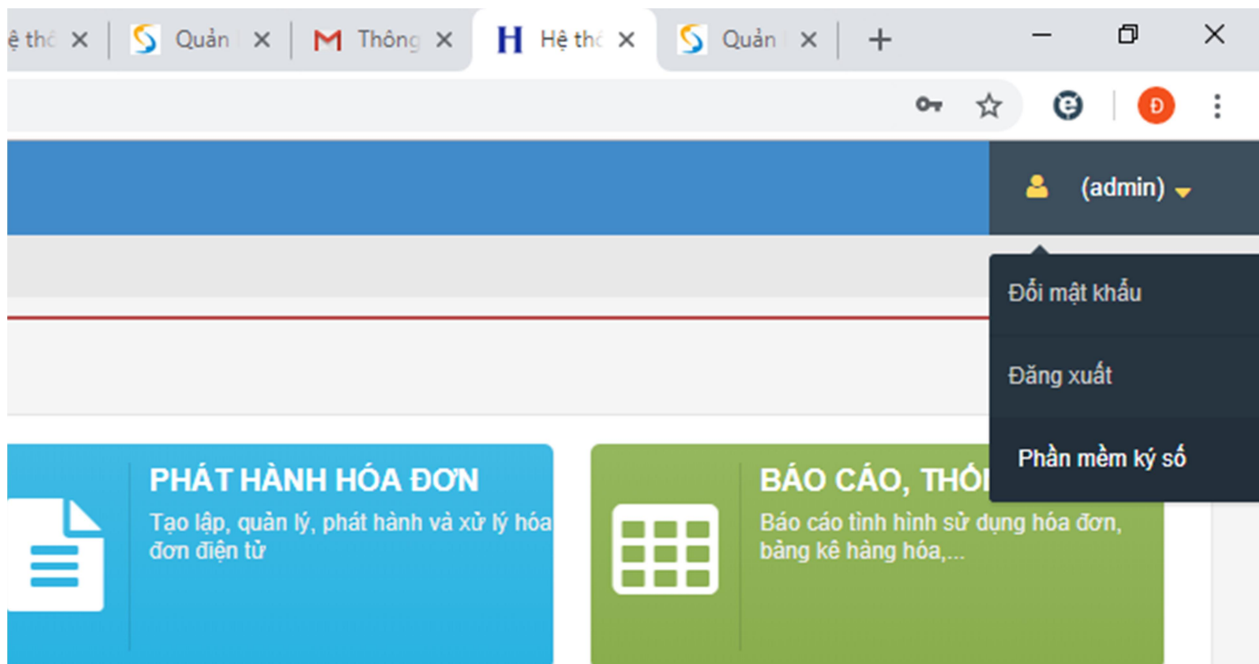 Quản
Thông
H Hệ thố
Quản
Đ
(admin)
Đổi mật khẩu
Đăng xuất
Phần mềm ký số
PHÁT HÀNH HÓA ĐƠN
Tạo lập, quản lý, phát hành và xử lý hóa
đơn điện tử
BÁO CÁO,
Báo cáo tình hình sử dụng hóa đơn,
bảng kê hàng hóa,...